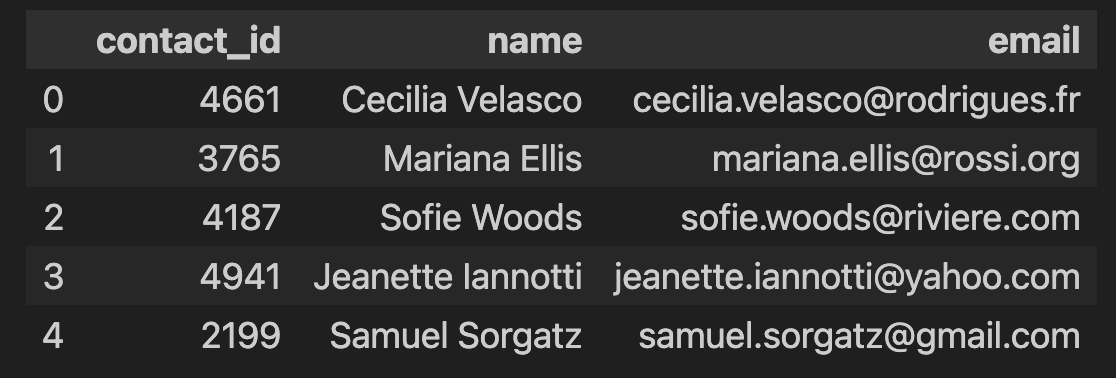 contact_id name email
0 4661 Cecilia Velasco cecilia.velasco@rodrigues.fr
1 3765 Mariana Ellis mariana.ellis@rossi.org
2 4187 Sofie Woods sofie.woods@riviere.com
3 4941 Jeanette Iannotti jeanette.iannotti@yahoo.com
4 2199 Samuel Sorgatz samuel.sorgatz@gmail.com